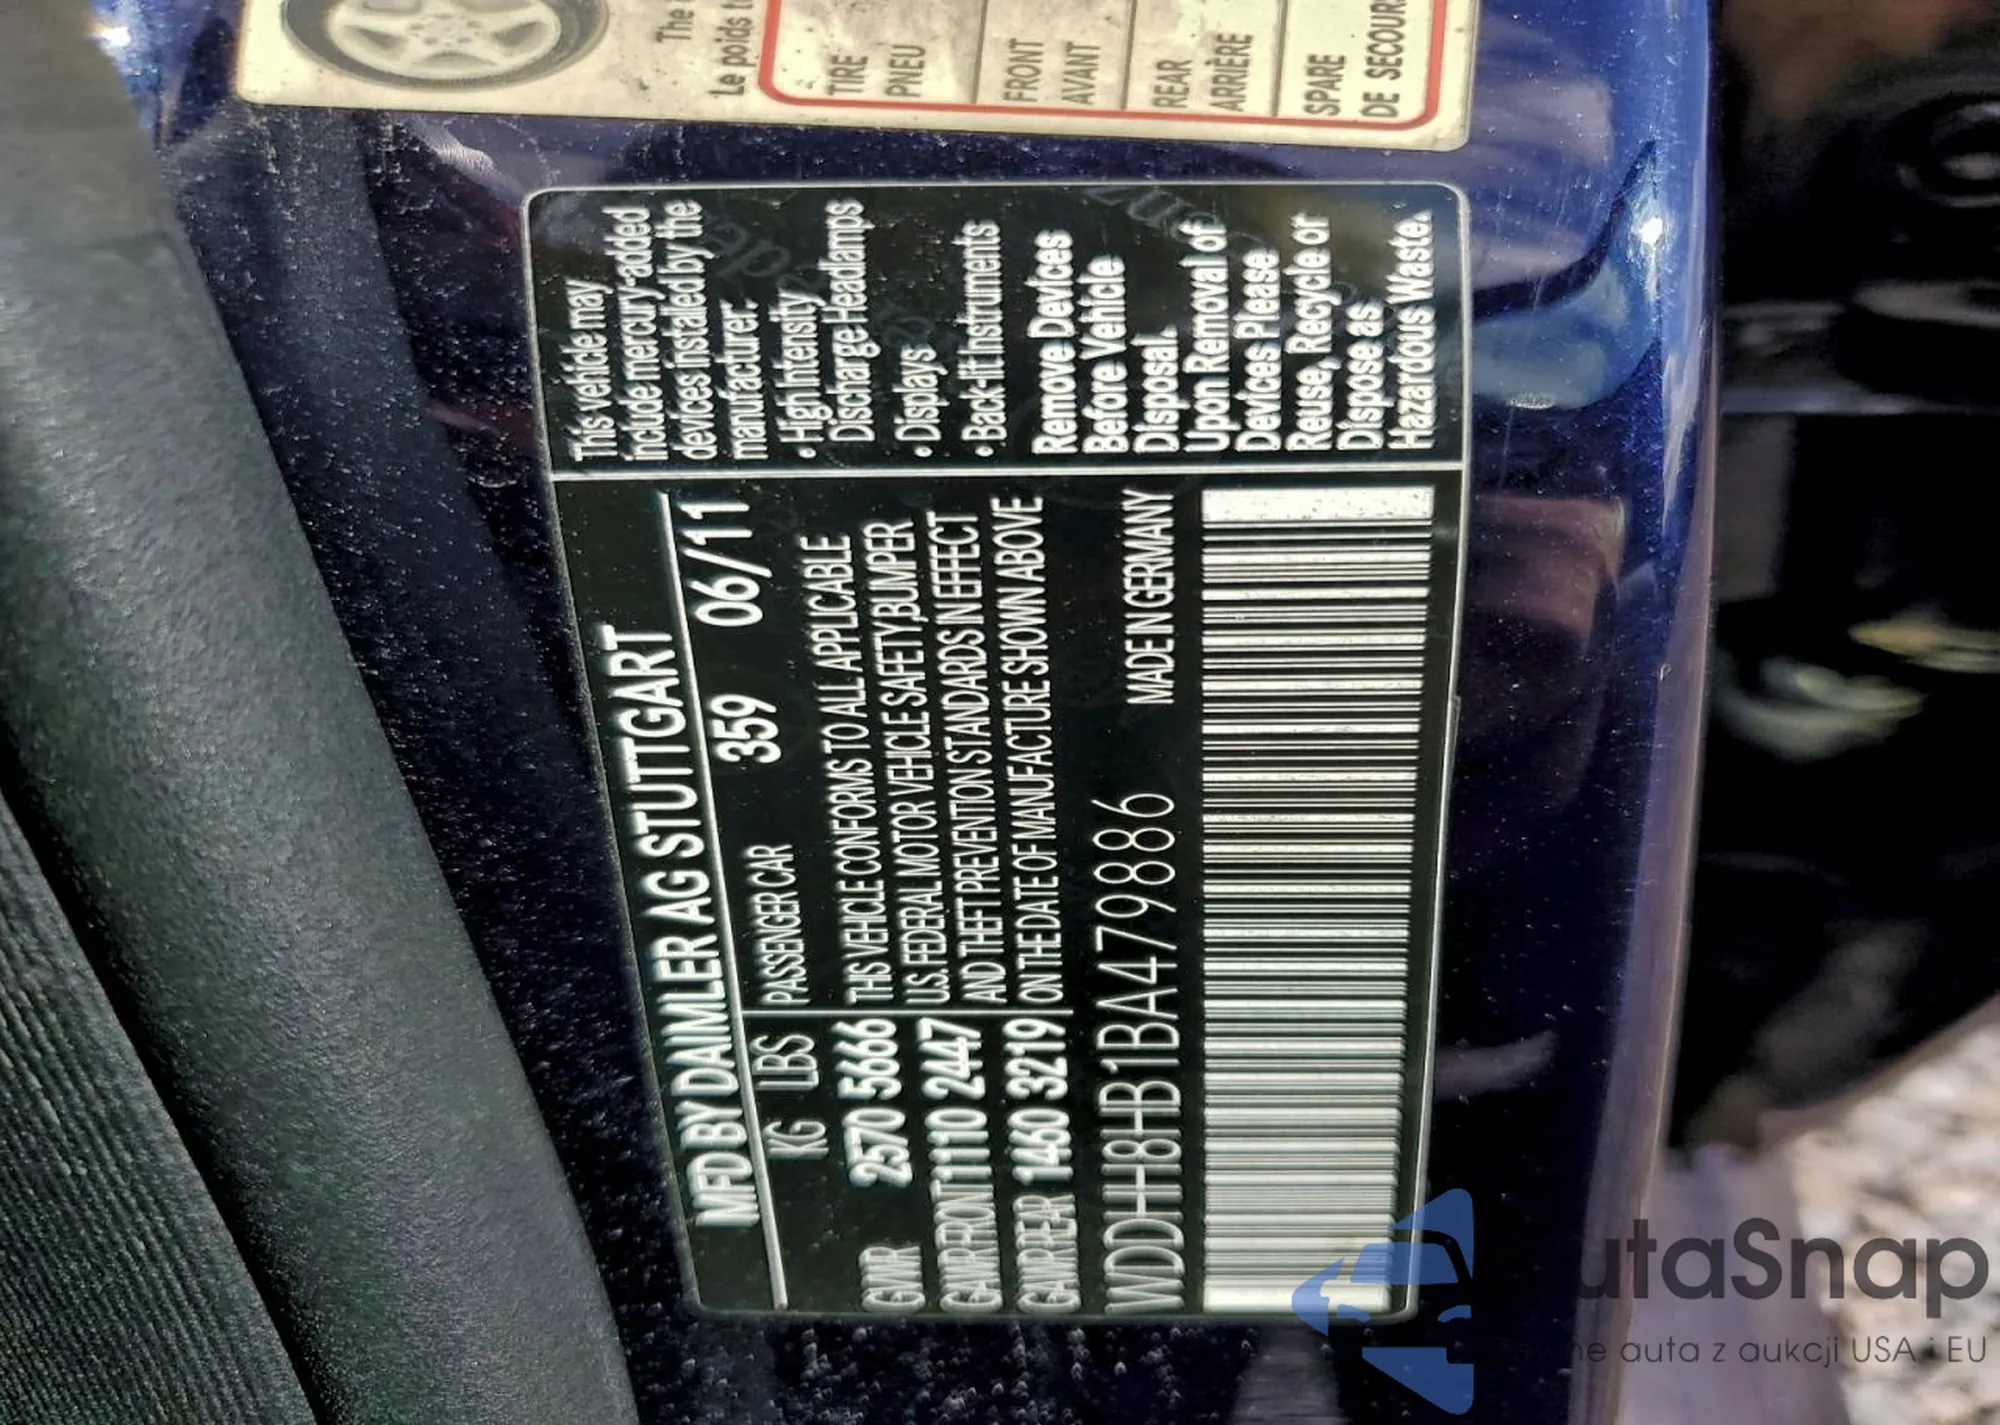 The
Le poids
TIRE
PNEU
FRONT
AVANT
REAR
ARRIÈRE
SPARE
DE SECOUR
MFD BY DAIMLER AG STUTTGART
KG LBS
PASSENGER CAR 359 06/11
GVWR 2570 5666
GAWR FRONT 1110 2447
GAWR REAR 1460 3219
THIS VEHICLE CONFORMS TO ALL APPLICABLE
U.S. FEDERAL MOTOR VEHICLE SAFETY,BUMPER
AND THEFT PREVENTION STANDARDS IN EFFECT
ON THE DATE OF MANUFACTURE SHOWN ABOVE
WDDHH8HB1BA479886
MADE IN GERMANY
This vehicle may
include mercury-added
devices installed by the
manufacturer:
• High Intensity
Discharge Headlamps
• Displays
• Back-lit Instruments
Remove Devices
Before Vehicle
Disposal.
Upon Removal of
Devices Please
Reuse, Recycle or
Dispose as
Hazardous Waste.
utaSnap
ne auta z aukcji USA i EU